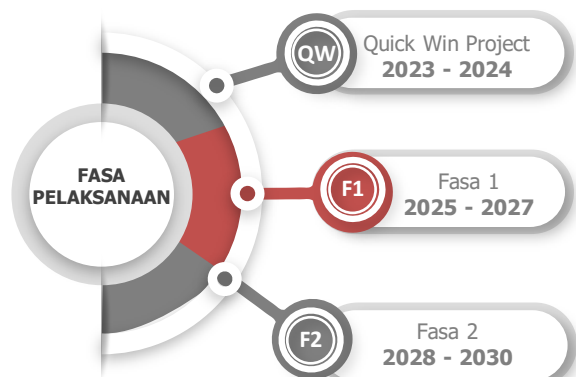 QW
Quick Win Project
2023 - 2024
FASA
PELAKSANAAN
F1
Fasa 1
2025 - 2027
F2
Fasa 2
2028 - 2030